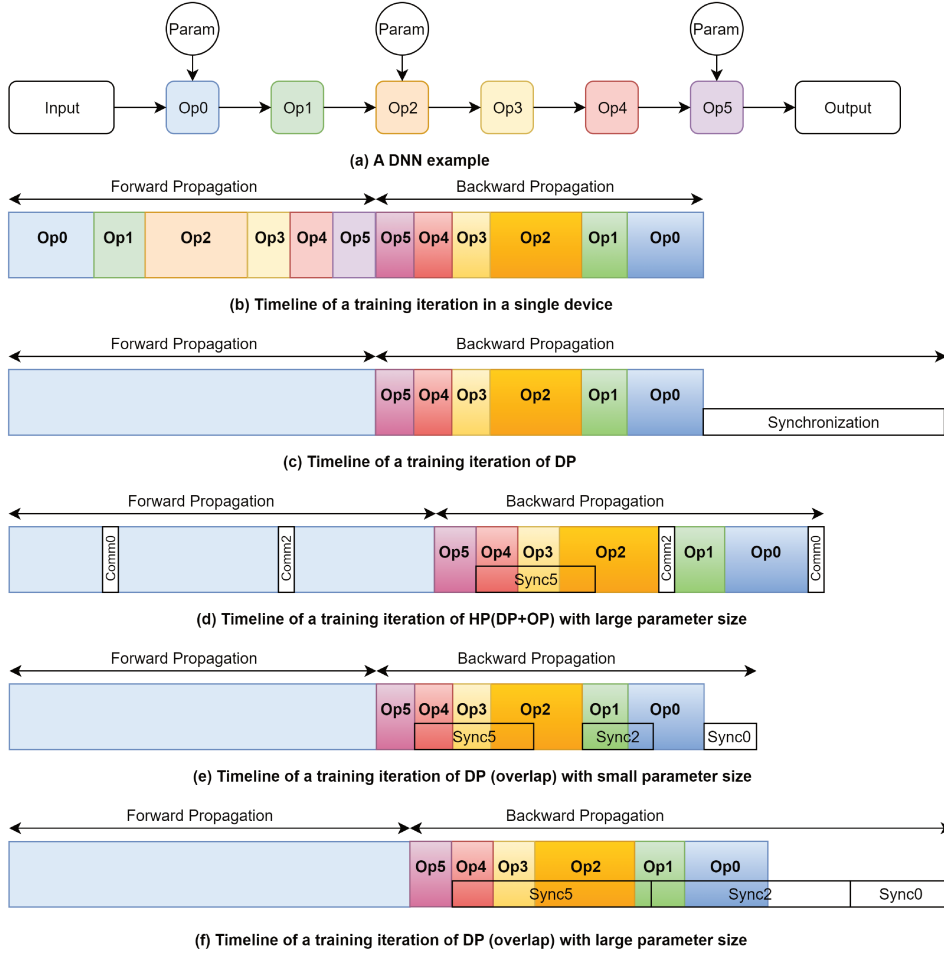 Param Param Param
Input Op0 Op1 Op2 Op3 Op4 Op5 Output
(a) A DNN example
Forward Propagation Backward Propagation
Op0 Op1 Op2 Op3 Op4 Op5 Op5 Op4 Op3 Op2 Op1 Op0
(b) Timeline of a training iteration in a single device
Forward Propagation Backward Propagation
Op5 Op4 Op3 Op2 Op1 Op0
Synchronization
(c) Timeline of a training iteration of DP
Forward Propagation Backward Propagation
Comm0 Comm2 Op5 Op4 Op3 Op2 Comm2 Op1 Op0 Comm0
Sync5
(d) Timeline of a training iteration of HP(DP+OP) with large parameter size
Forward Propagation Backward Propagation
Op5 Op4 Op3 Op2 Op1 Op0
Sync5 Sync2 Sync0
(e) Timeline of a training iteration of DP (overlap) with small parameter size
Forward Propagation Backward Propagation
Op5 Op4 Op3 Op2 Op1 Op0
Sync5 Sync2 Sync0
(f) Timeline of a training iteration of DP (overlap) with large parameter size